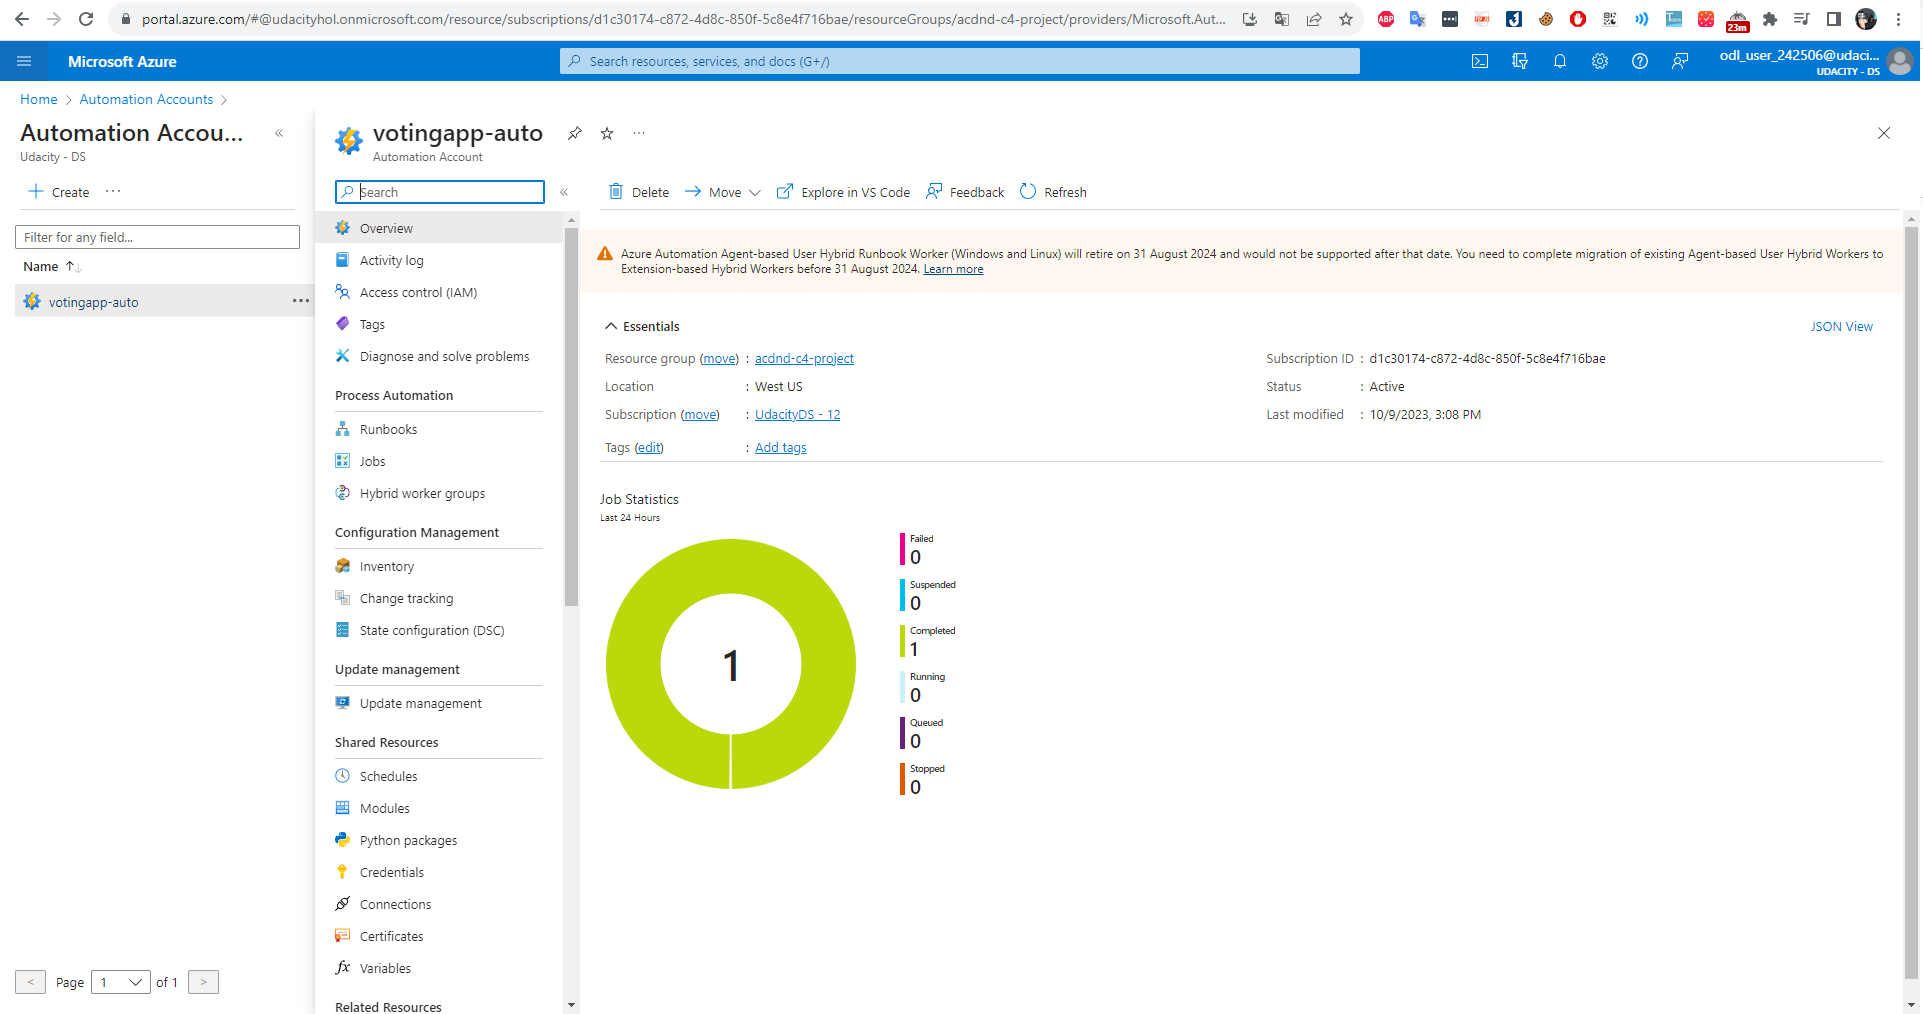 portal.azure.com/#@udacityhol.onmicrosoft.com/resource/subscriptions/d1c30174-c872-4d8c-850f-5c8e4f716bae/resourceGroups/acdnd-c4-project/providers/Microsoft.Aut...
ABP
23m
Microsoft Azure
Search resources, services, and docs (G+/)
odl_user_242506@udaci...
UDACITY - DS
Home > Automation Accounts >
Automation Accou...
Udacity - DS
Create
Filter for any field...
Name
votingapp-auto
< Page 1 of 1 >
votingapp-auto
Automation Account
Search
Overview
Activity log
Access control (IAM)
Tags
Diagnose and solve problems
Process Automation
Runbooks
Jobs
Hybrid worker groups
Configuration Management
Inventory
Change tracking
State configuration (DSC)
Update management
Update management
Shared Resources
Schedules
Modules
Python packages
Credentials
Connections
Certificates
Variables
Related Resources
Delete Move Explore in VS Code Feedback Refresh
Azure Automation Agent-based User Hybrid Runbook Worker (Windows and Linux) will retire on 31 August 2024 and would not be supported after that date. You need to complete migration of existing Agent-based User Hybrid Workers to
Extension-based Hybrid Workers before 31 August 2024. Learn more
Essentials
JSON View
Resource group (move) : acdnd-c4-project
Location : West US
Subscription (move) : UdacityDS - 12
Tags (edit) : Add tags
Subscription ID : d1c30174-c872-4d8c-850f-5c8e4f716bae
Status : Active
Last modified : 10/9/2023, 3:08 PM
Job Statistics
Last 24 Hours
1
Failed
0
Suspended
0
Completed
1
Running
0
Queued
0
Stopped
0